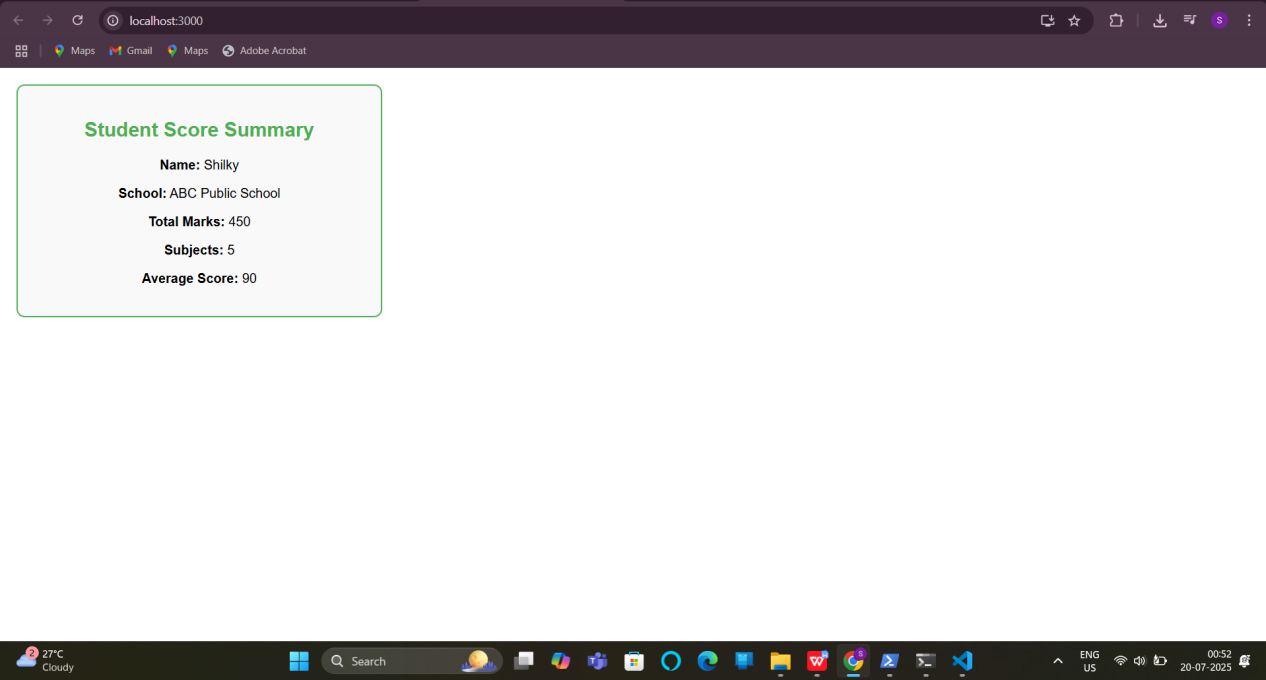 localhost:3000
S
Maps
Gmail
Maps
Adobe Acrobat
Student Score Summary
Name: Shilky
School: ABC Public School
Total Marks: 450
Subjects: 5
Average Score: 90
2
27°C
Cloudy
Search
W
S
ENG
US
00:52
20-07-2025